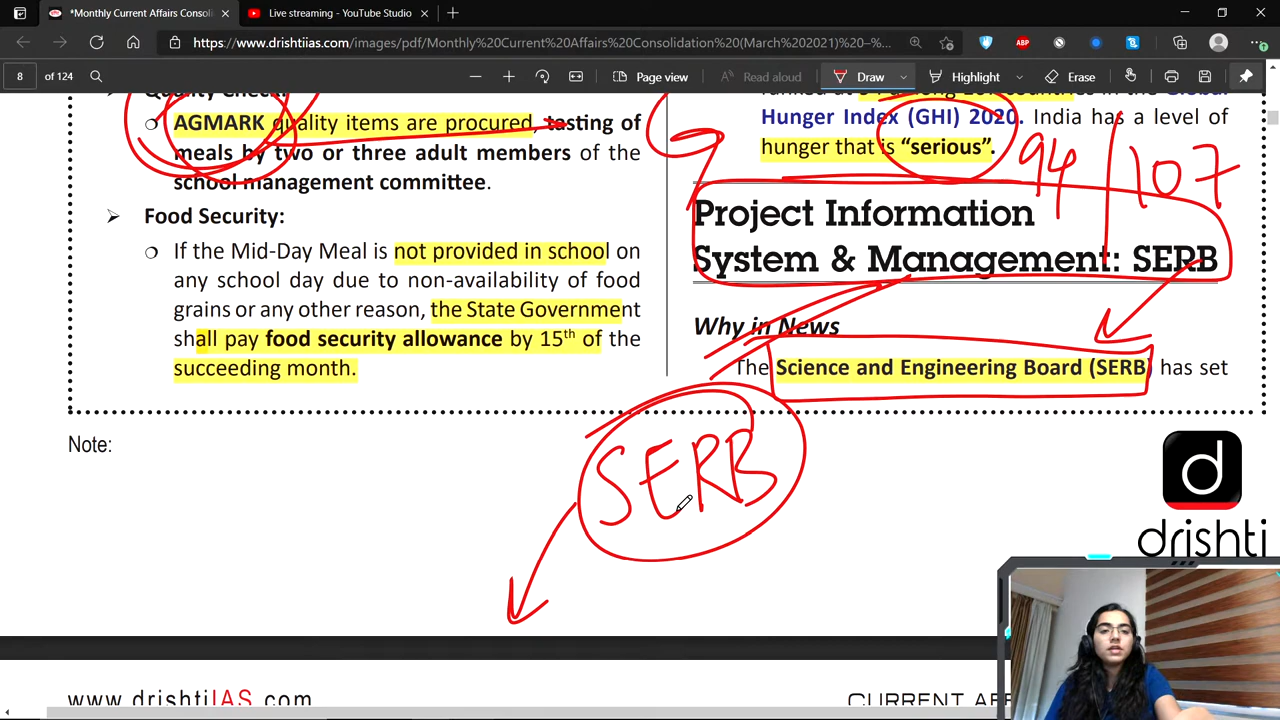 *Monthly Current Affairs Consoli
Live streaming - YouTube Studio
https://www.drishtiias.com/images/pdf/Monthly%20Current%20Affairs%20Consolidation%20(March%202021)%20–%...
ABP
8 of 124
Page view
Read aloud
Draw
Highlight
Erase
Quality Check:
AGMARK quality items are procured, tasting of
meals by two or three adult members of the
school management committee.
Food Security:
If the Mid-Day Meal is not provided in school on
any school day due to non-availability of food
grains or any other reason, the State Government
shall pay food security allowance by 15th of the
succeeding month.
Hunger Index (GHI) 2020. India has a level of
hunger that is “serious”.
9
94/107
Project Information
System & Management: SERB
Why in News
The Science and Engineering Board (SERB) has set
SERB
Note:
d
drishti
www.drishtiIAS.com
CURRENT AF